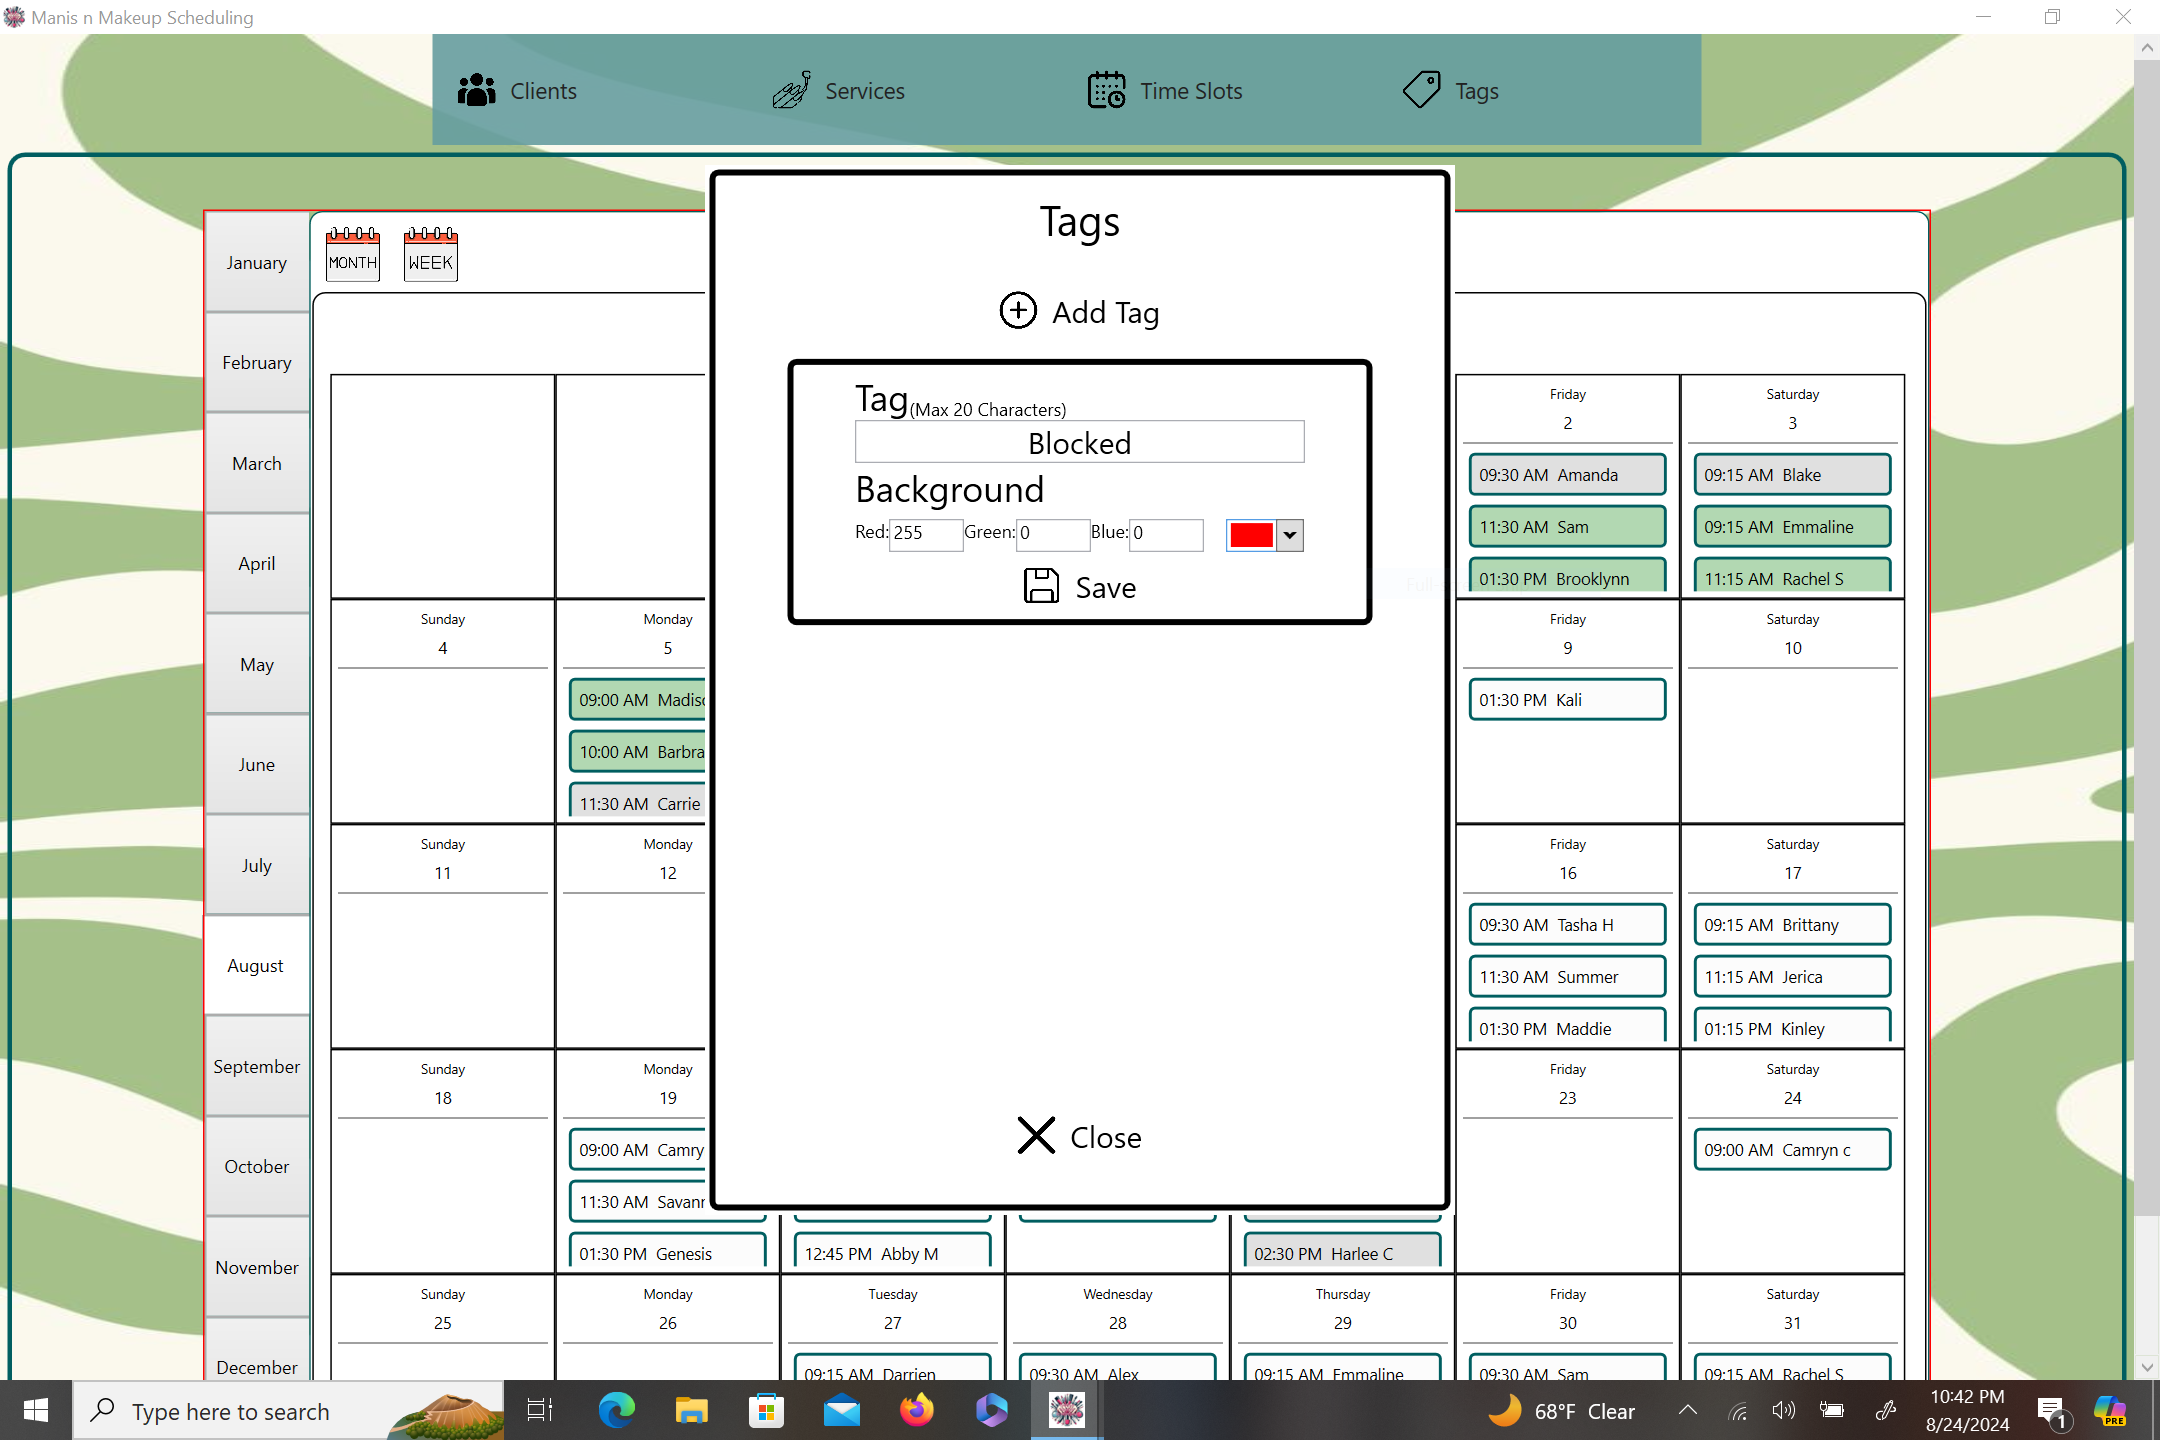 Manis n Makeup Scheduling
Clients
Services
Time Slots
Tags
January
February
March
April
May
June
July
August
September
October
November
December
MONTH
WEEK
Tags
Add Tag
Tag(Max 20 Characters)
Blocked
Background
Red: 255 Green: 0 Blue: 0
Save
Close
Friday
2
09:30 AM Amanda
11:30 AM Sam
01:30 PM Brooklynn
Saturday
3
09:15 AM Blake
09:15 AM Emmaline
11:15 AM Rachel S
Sunday
4
Monday
5
09:00 AM Madis
10:00 AM Barbra
11:30 AM Carrie
Friday
9
01:30 PM Kali
Saturday
10
Sunday
11
Monday
12
Friday
16
09:30 AM Tasha H
11:30 AM Summer
01:30 PM Maddie
Saturday
17
09:15 AM Brittany
11:15 AM Jerica
01:15 PM Kinley
Sunday
18
Monday
19
09:00 AM Camry
11:30 AM Savan
01:30 PM Genesis
12:45 PM Abby M
02:30 PM Harlee C
Friday
23
Saturday
24
09:00 AM Camryn c
Sunday
25
Monday
26
Tuesday
27
09:15 AM Darrien
Wednesday
28
09:30 AM Alex
Thursday
29
09:15 AM Emmaline
Friday
30
09:30 AM Sam
Saturday
31
09:15 AM Rachel S
Type here to search
68°F Clear
10:42 PM
8/24/2024
1
PRE